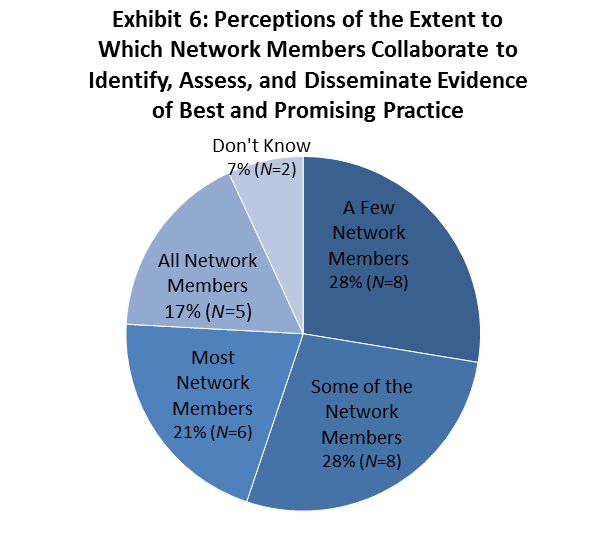 Exhibit 6: Perceptions of the Extent to
Which Network Members Collaborate to
Identify, Assess, and Disseminate Evidence
of Best and Promising Practice
Don't Know
7% (N=2)
A Few
Network
Members
28% (N=8)
All Network
Members
17% (N=5)
Most
Network
Members
21% (N=6)
Some of the
Network
Members
28% (N=8)